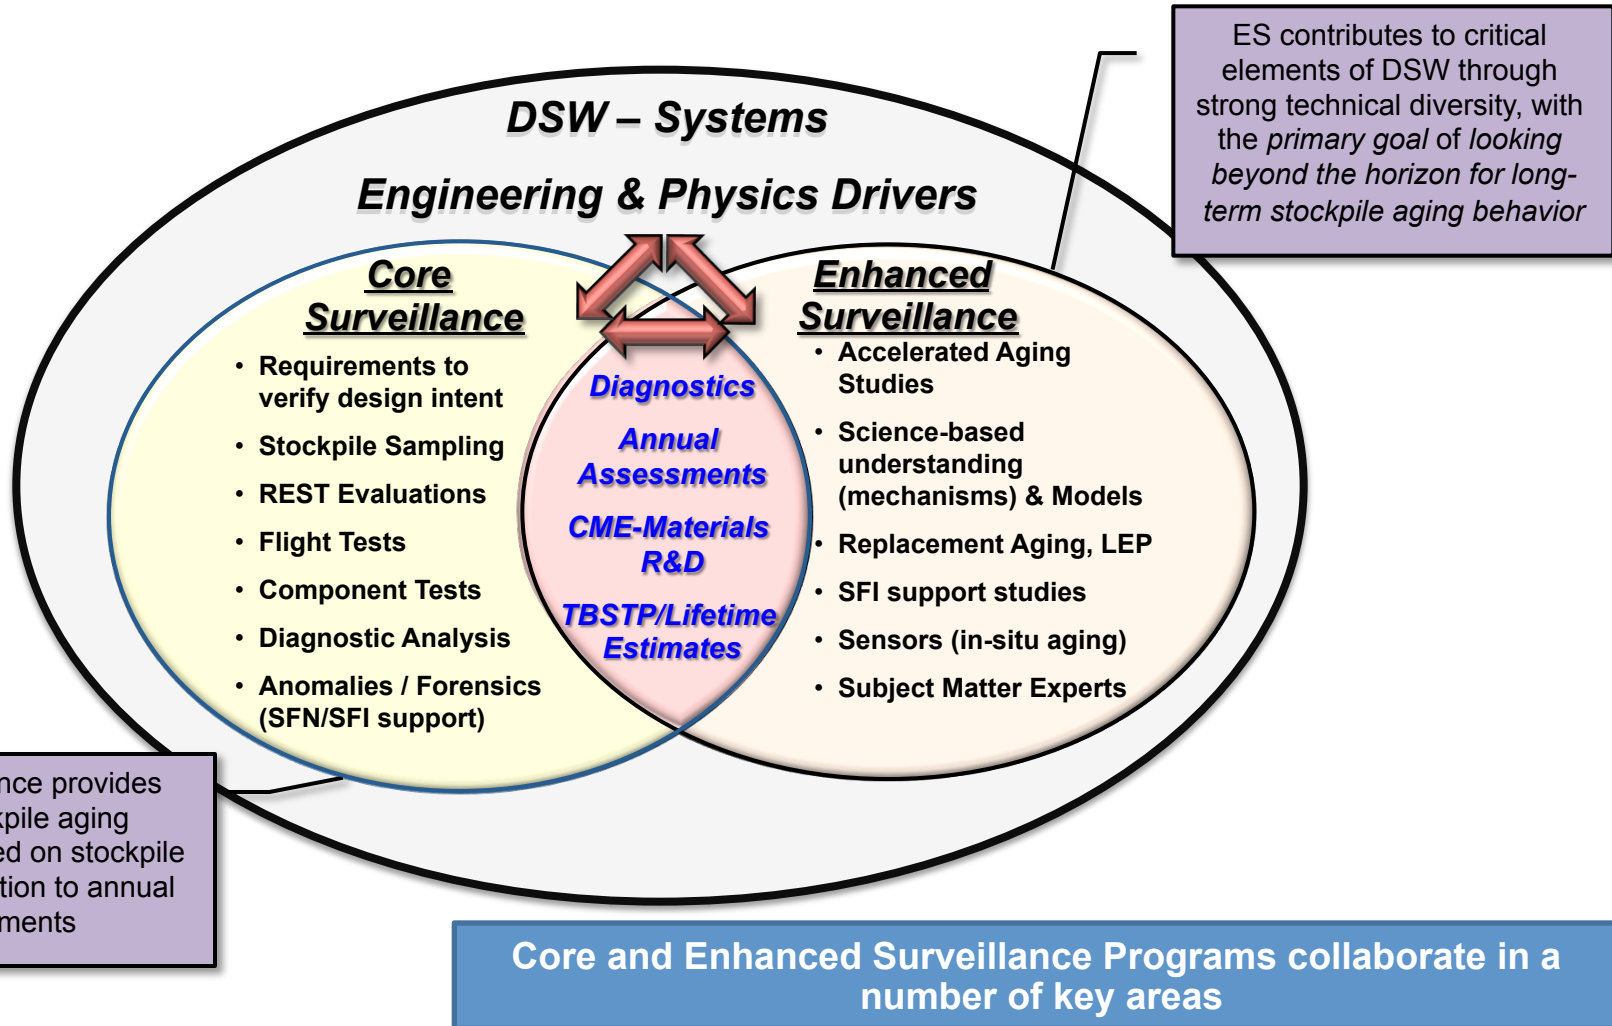 ES contributes to critical
elements of DSW through
strong technical diversity, with
the primary goal of looking
beyond the horizon for long-
term stockpile aging behavior
DSW – Systems
Engineering & Physics Drivers
Core
Surveillance
• Requirements to
verify design intent
• Stockpile Sampling
• REST Evaluations
• Flight Tests
• Component Tests
• Diagnostic Analysis
• Anomalies / Forensics
(SFN/SFI support)
Diagnostics
Annual
Assessments
CME-Materials
R&D
TBSTP/Lifetime
Estimates
Enhanced
Surveillance
• Accelerated Aging
Studies
• Science-based
understanding
(mechanisms) & Models
• Replacement Aging, LEP
• SFI support studies
• Sensors (in-situ aging)
• Subject Matter Experts
nce provides
kpile aging
ed on stockpile
tion to annual
ments
Core and Enhanced Surveillance Programs collaborate in a
number of key areas